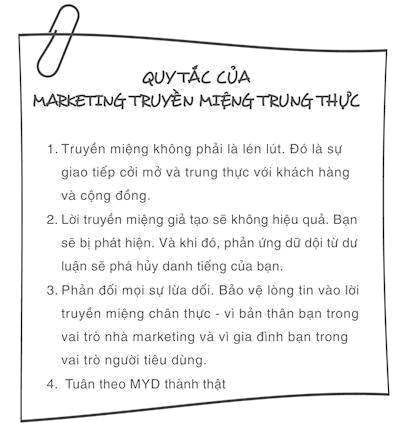 QUY TẮC CỦA
MARKETING TRUYỀN MIỆNG TRUNG THỰC
1. Truyền miệng không phải là lén lút. Đó là sự
giao tiếp cởi mở và trung thực với khách hàng
và cộng đồng.
2. Lời truyền miệng giả tạo sẽ không hiệu quả. Bạn
sẽ bị phát hiện. Và khi đó, phản ứng dữ dội từ dư
luận sẽ phá hủy danh tiếng của bạn.
3. Phản đối mọi sự lừa dối. Bảo vệ lòng tin vào lời
truyền miệng chân thực - vì bản thân bạn trong
vai trò nhà marketing và vì gia đình bạn trong
vai trò người tiêu dùng.
4. Tuân theo MYD thành thật